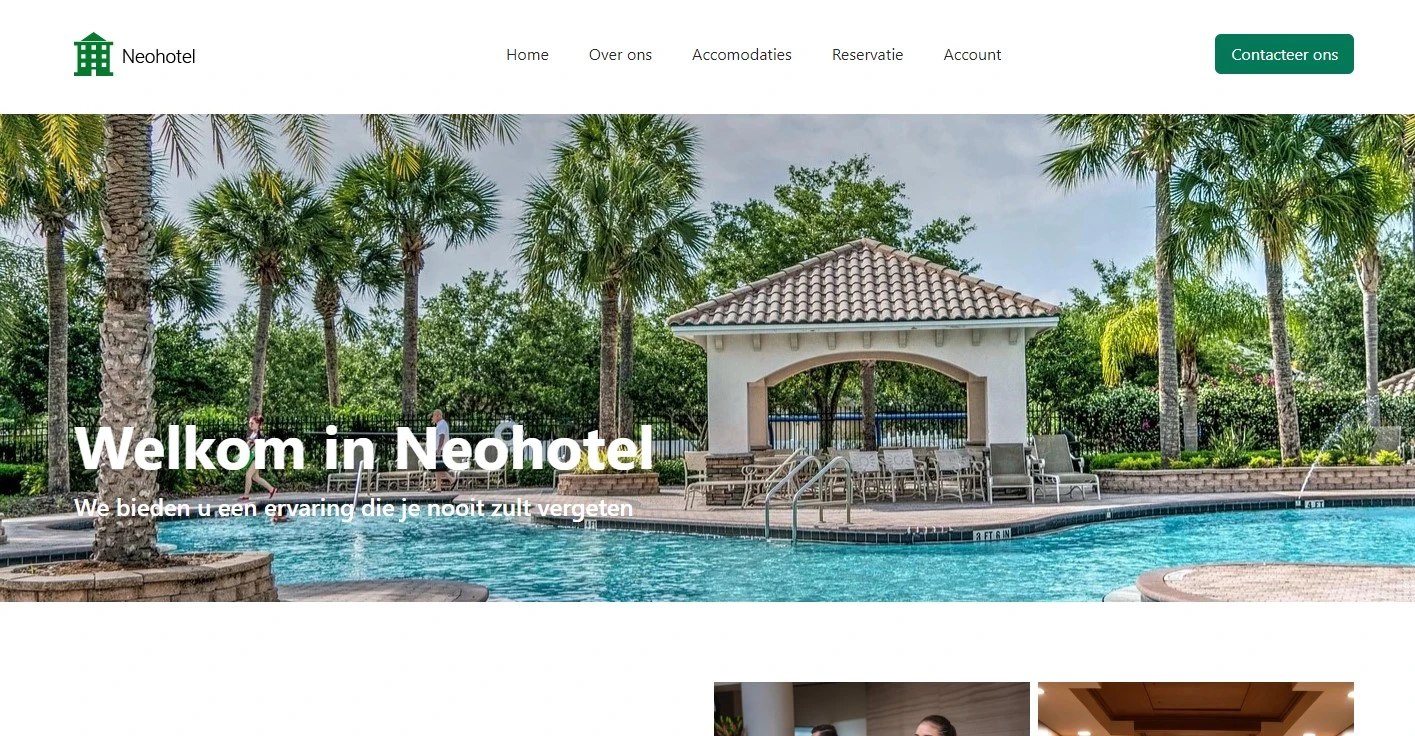 Neohotel
Home
Over ons
Accomodaties
Reservatie
Account
Contacteer ons
Welkom in Neohotel
We bieden u een ervaring die je nooit zult vergeten
3 FT 6 IN